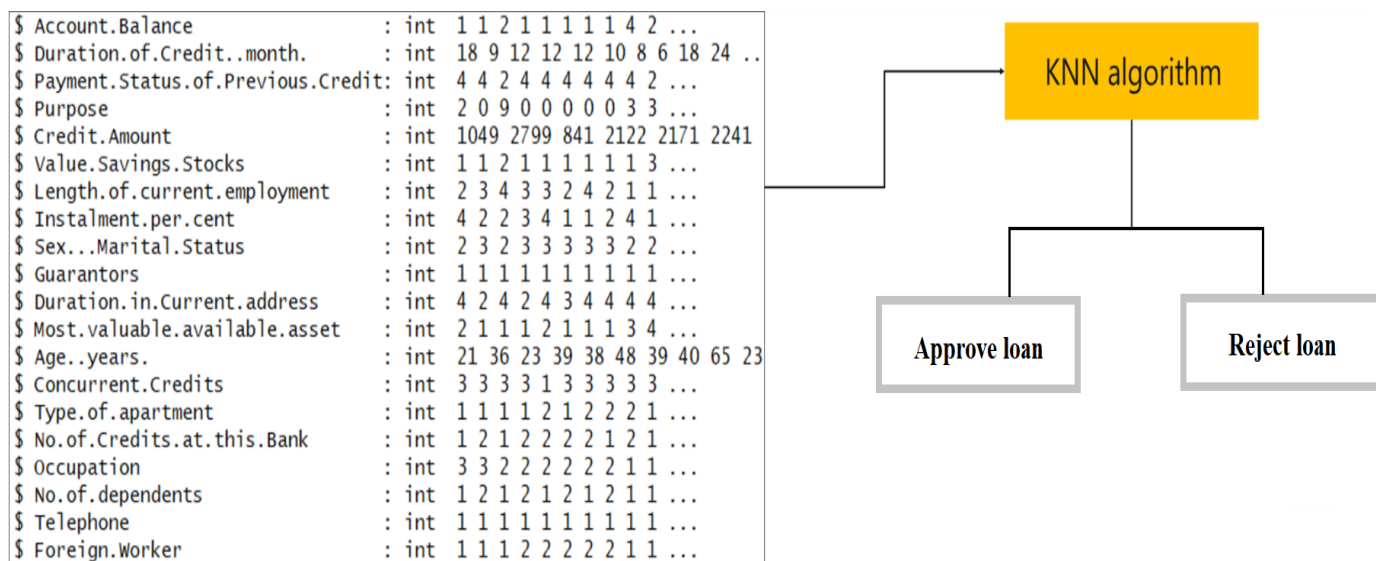 $ Account.Balance : int 1 1 2 1 1 1 1 1 4 2 ...
$ Duration.of.Credit..month. : int 18 9 12 12 12 10 8 6 18 24 ..
$ Payment.Status.of.Previous.Credit: int 4 4 2 4 4 4 4 4 4 2 ...
$ Purpose : int 2 0 9 0 0 0 0 0 3 3 ...
$ Credit.Amount : int 1049 2799 841 2122 2171 2241
$ Value.Savings.Stocks : int 1 1 2 1 1 1 1 1 1 3 ...
$ Length.of.current.employment : int 2 3 4 3 3 2 4 2 1 1 ...
$ Instalment.per.cent : int 4 2 2 3 4 1 1 2 4 1 ...
$ Sex...Marital.Status : int 2 3 2 3 3 3 3 3 2 2 ...
$ Guarantors : int 1 1 1 1 1 1 1 1 1 1 ...
$ Duration.in.Current.address : int 4 2 4 2 4 3 4 4 4 4 ...
$ Most.valuable.available.asset : int 2 1 1 1 2 1 1 1 3 4 ...
$ Age..years. : int 21 36 23 39 38 48 39 40 65 23
$ Concurrent.Credits : int 3 3 3 3 1 3 3 3 3 3 ...
$ Type.of.apartment : int 1 1 1 1 2 1 2 2 2 1 ...
$ No.of.Credits.at.this.Bank : int 1 2 1 2 2 2 2 1 2 1 ...
$ Occupation : int 3 3 2 2 2 2 2 2 1 1 ...
$ No.of.dependents : int 1 2 1 2 1 2 1 2 1 1 ...
$ Telephone : int 1 1 1 1 1 1 1 1 1 1 ...
$ Foreign.Worker : int 1 1 1 2 2 2 2 2 1 1 ...
KNN algorithm
Approve loan
Reject loan